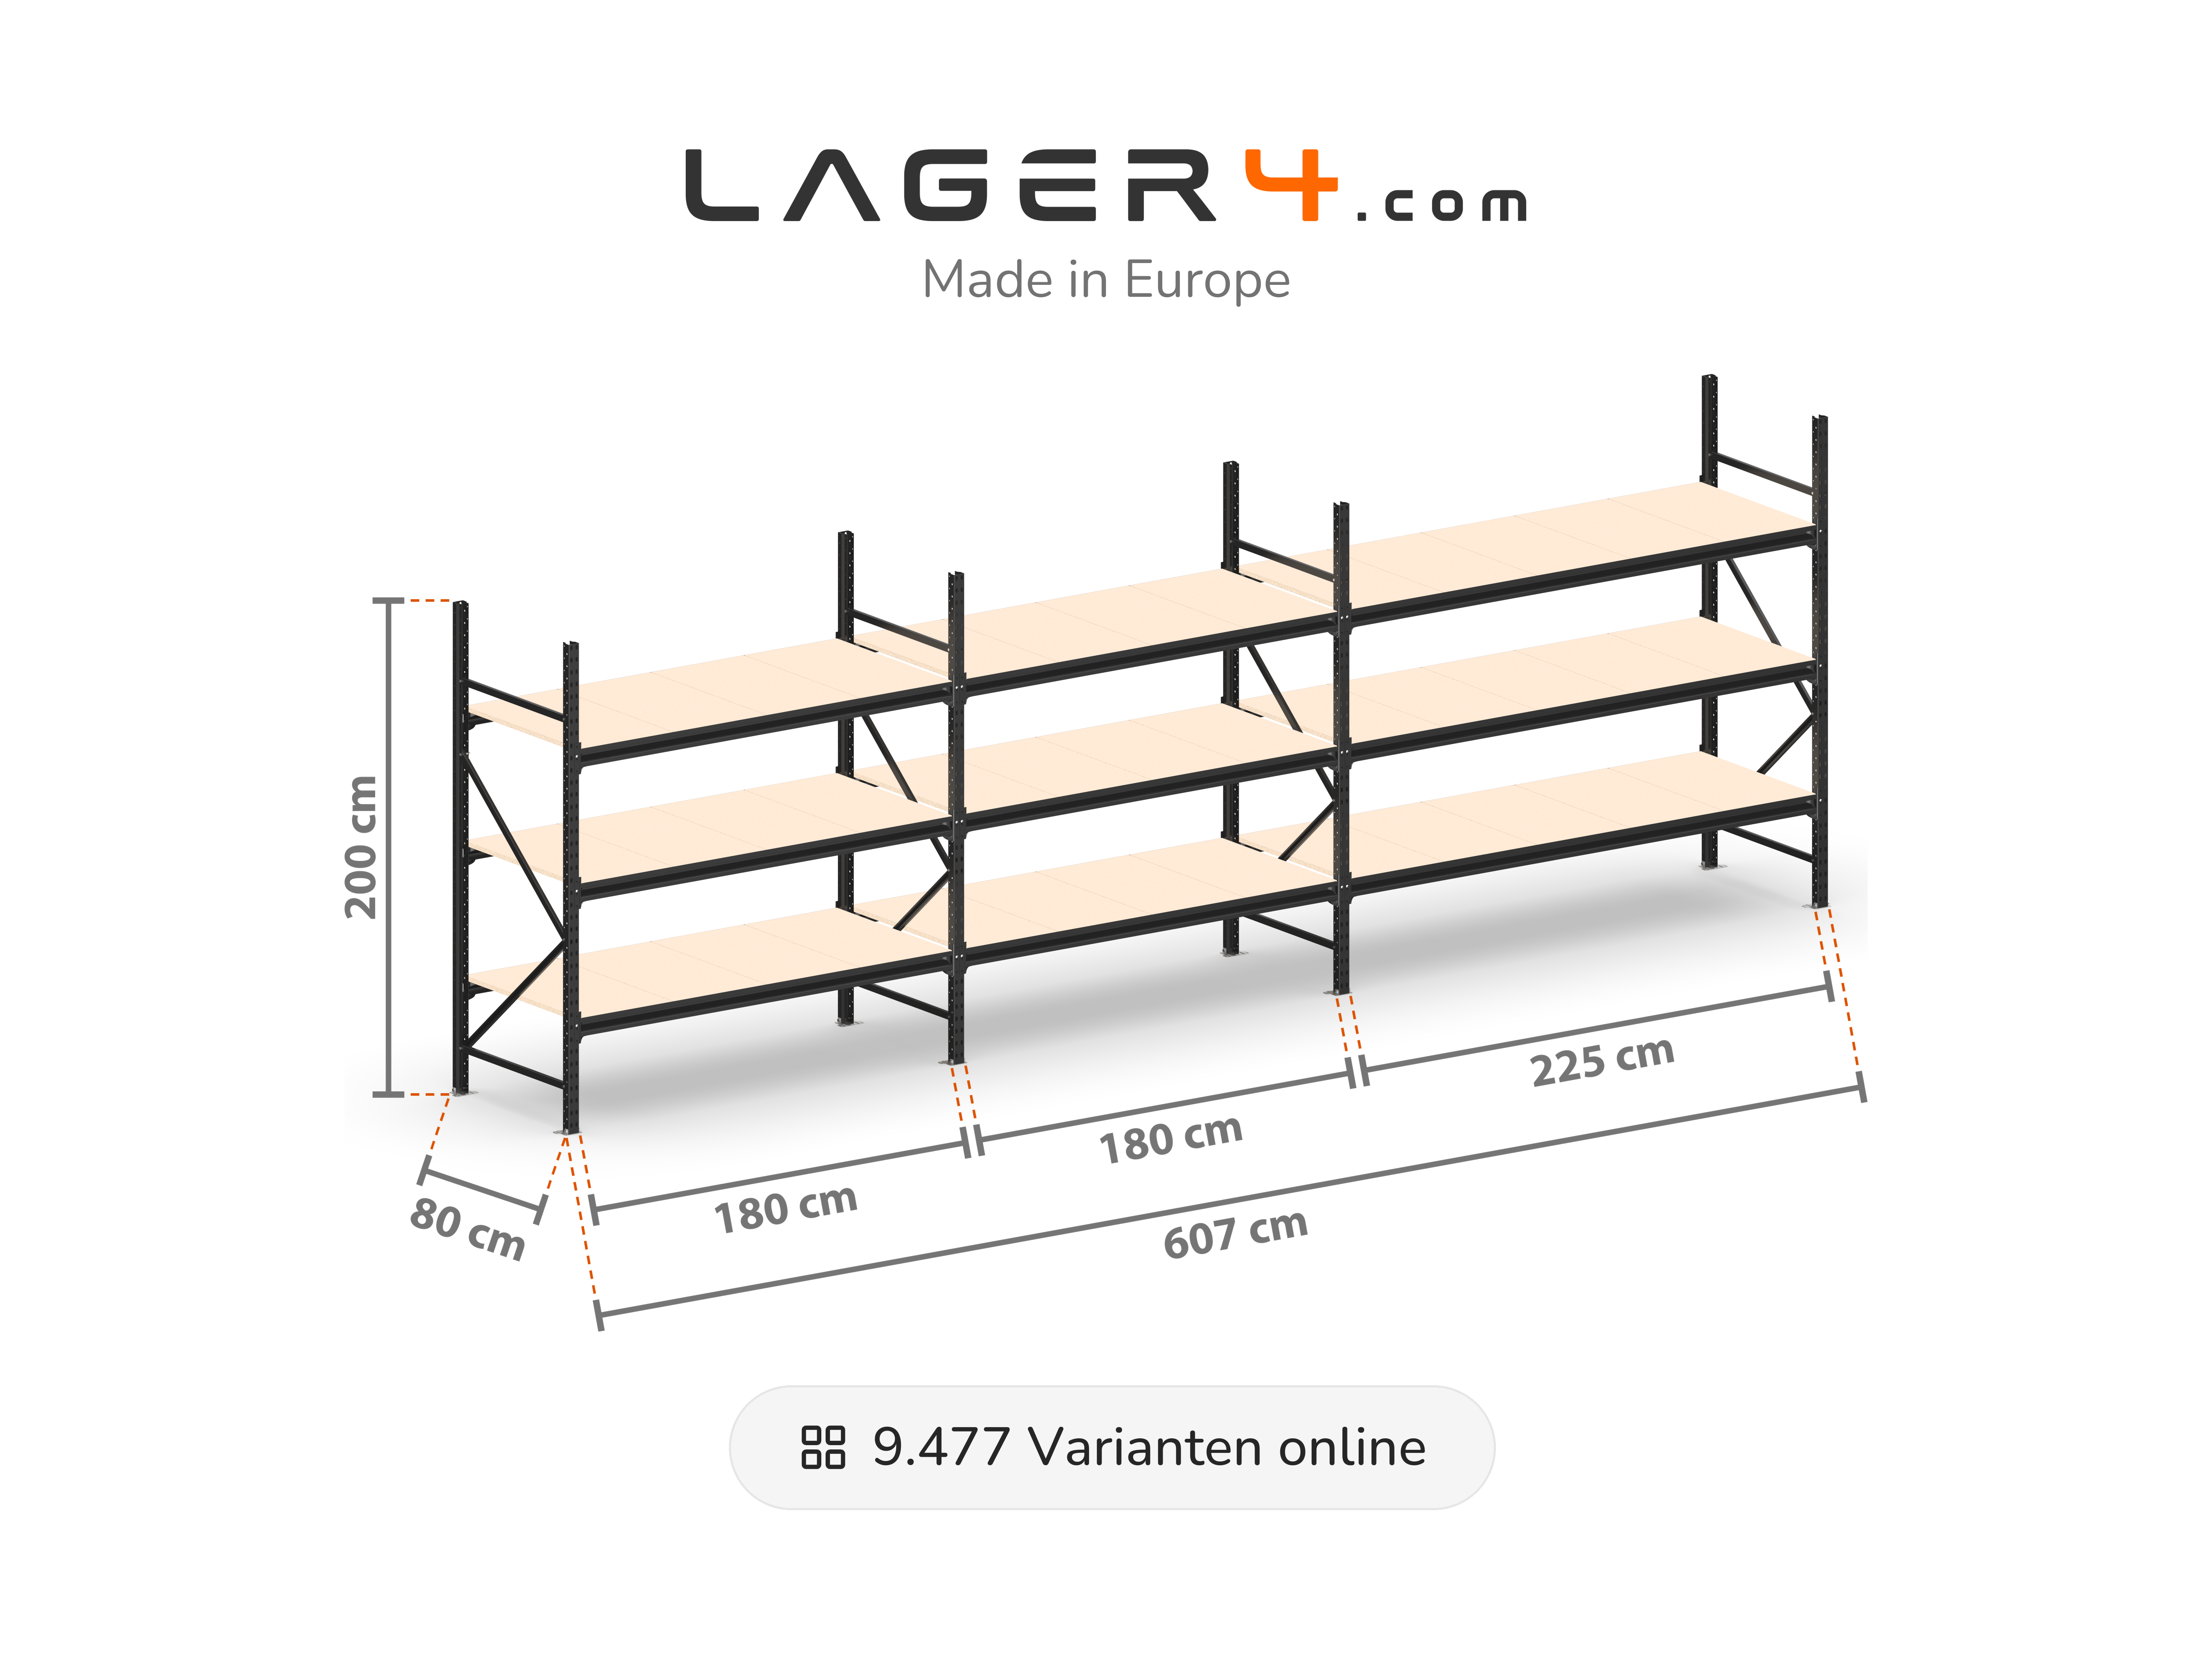 LAGER4.com
Made in Europe
200 cm
80 cm
180 cm
180 cm
225 cm
607 cm
9.477 Varianten online